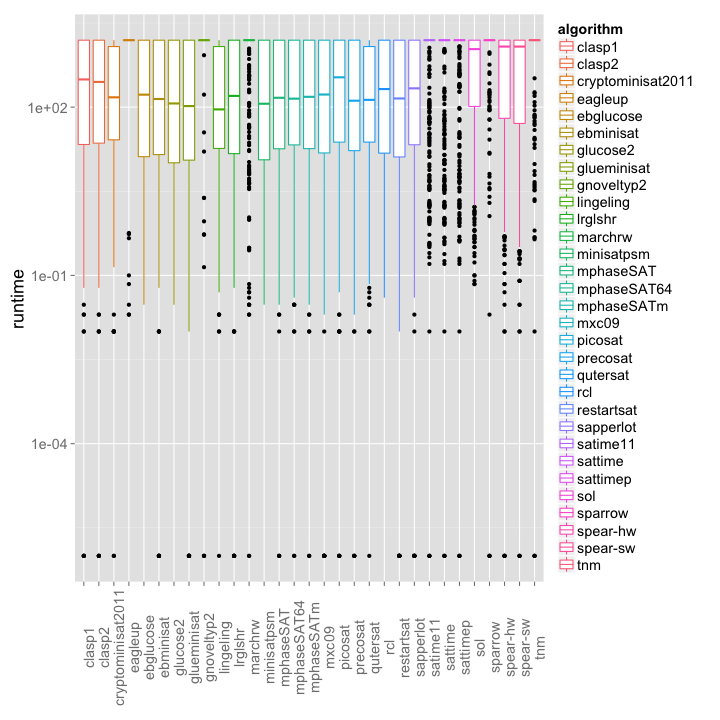 algorithm
clasp1
clasp2
cryptominisat2011
eagleup
ebglucose
ebminisat
glucose2
glueminisat
gnoveltyp2
lingeling
lrglshr
marchrw
minisatpsm
mphaseSAT
mphaseSAT64
mphaseSATm
mxc09
picosat
precosat
qutersat
rcl
restartsat
sapperlot
satime11
sattime
sattimep
sol
sparrow
spear-hw
spear-sw
tnm
runtime
1e+02
1e-01
1e-04
clasp1
clasp2
cryptominisat2011
eagleup
ebglucose
ebminisat
glucose2
glueminisat
gnoveltyp2
lingeling
lrglshr
marchrw
minisatpsm
mphaseSAT
mphaseSAT64
mphaseSATm
mxc09
picosat
precosat
qutersat
rcl
restartsat
sapperlot
satime11
sattime
sattimep
sol
sparrow
spear-hw
spear-sw
tnm